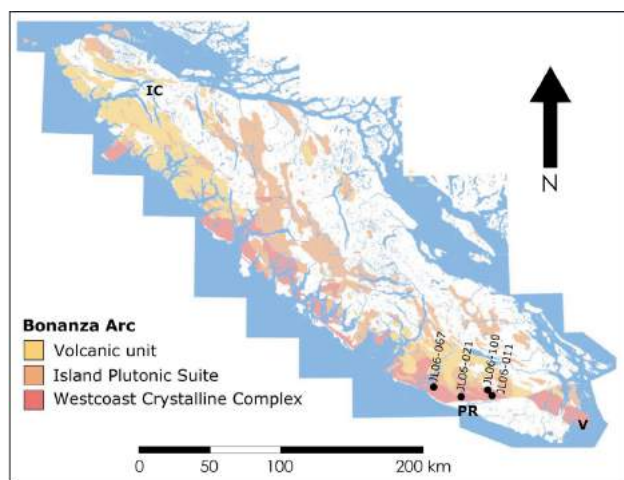 IC
N
Bonanza Arc
Volcanic unit
Island Plutonic Suite
Westcoast Crystalline Complex
JL06-067
JL06-021
JL06-100
JL06-011
PR
V
0 50 100 200 km